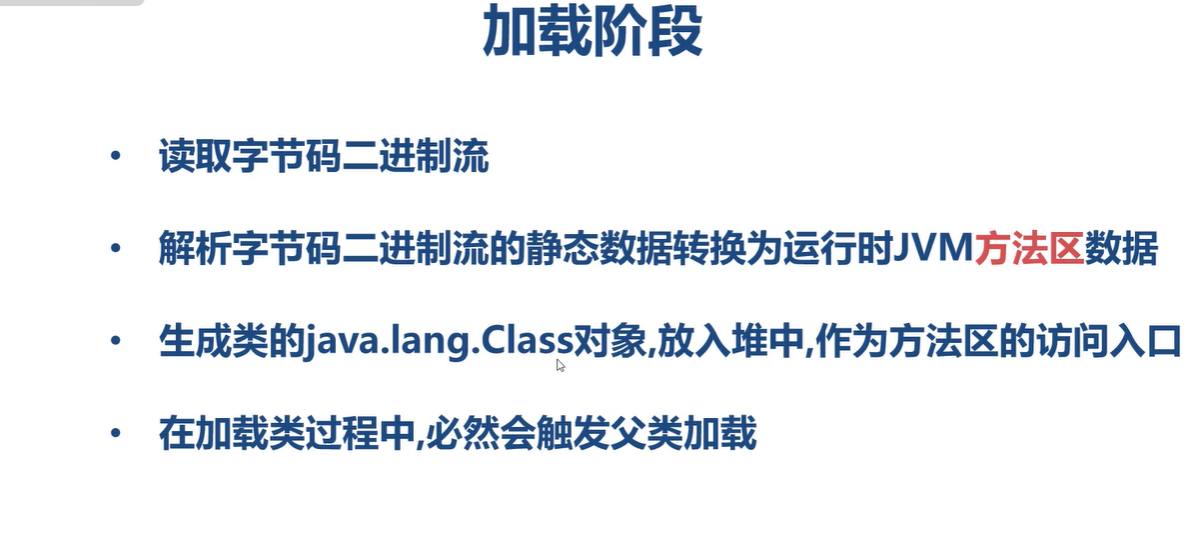 加载阶段
• 读取字节码二进制流
• 解析字节码二进制流的静态数据转换为运行时JVM方法区数据
• 生成类的java.lang.Class对象,放入堆中,作为方法区的访问入口
• 在加载类过程中,必然会触发父类加载